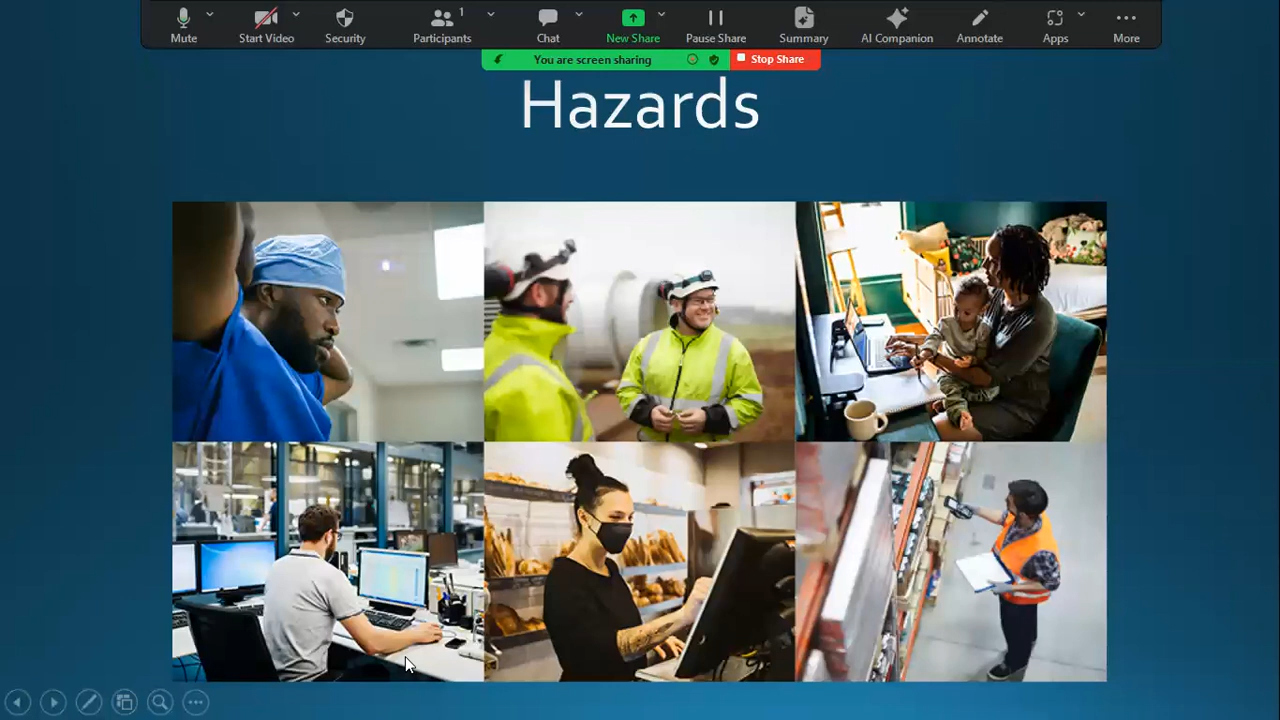 1
Mute
Start Video
Security
Participants
Chat
New Share
Pause Share
Summary
AI Companion
Annotate
Apps
More
You are screen sharing
Stop Share
Hazards